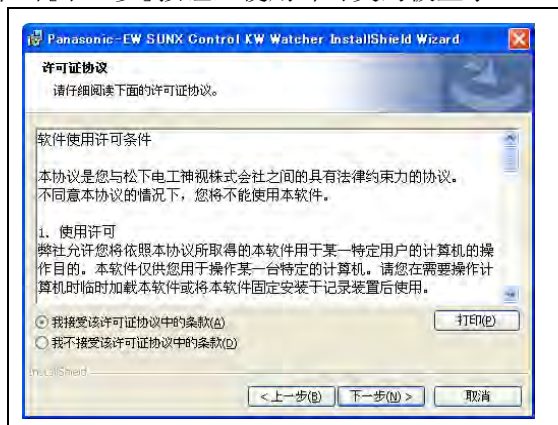 Panasonic-EW SUNX Control KW Watcher InstallShield Wizard
许可证协议
请仔细阅读下面的许可证协议。
软件使用许可条件
本协议是您与松下电工神视株式会社之间的具有法律约束力的协议。
不同意本协议的情况下，您将不能使用本软件。
1. 使用许可
弊社允许您将依照本协议所取得的本软件用于某一特定用户的计算机的操
作目的。本软件仅供您用于操作某一台特定的计算机。请您在需要操作计
算机时临时加载本软件或将本软件固定安装于记录装置后使用。
我接受该许可证协议中的条款(A)
打印(P)
我不接受该许可证协议中的条款(D)
InstallShield
<上一步(B)
下一步(N) >
取消